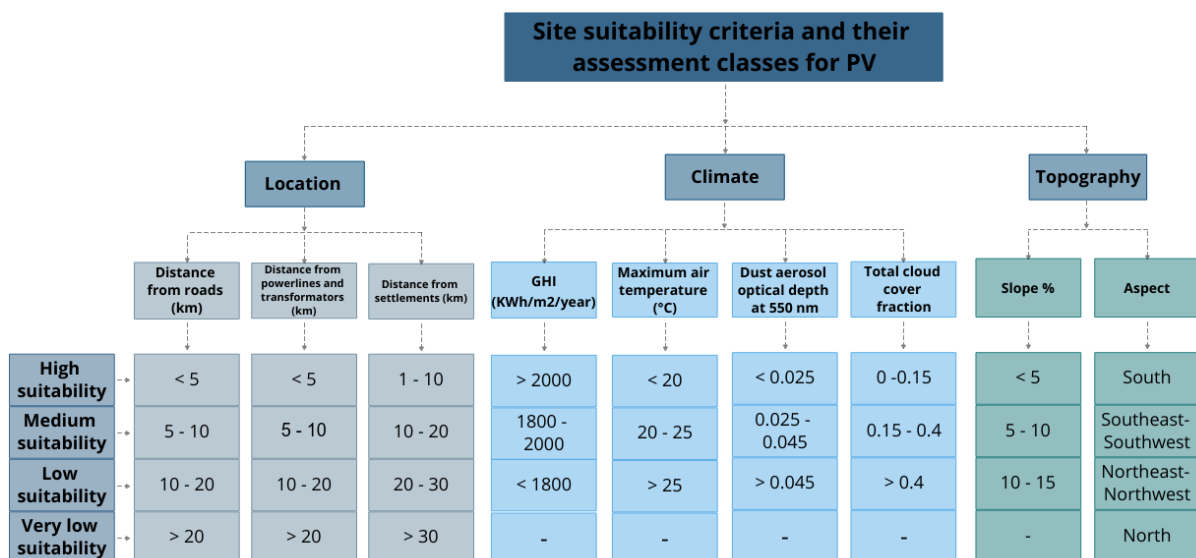 Site suitability criteria and their
assessment classes for PV
Location
Climate
Topography
Distance
from roads
(km)
Distance from
powerlines and
transformators
(km)
Distance from
settlements (km)
GHI
(KWh/m2/year)
Maximum air
temperature
(°C)
Dust aerosol
optical depth
at 550 nm
Total cloud
cover
fraction
Slope %
Aspect
High
suitability
< 5
< 5
1 - 10
> 2000
< 20
< 0.025
0 -0.15
< 5
South
Medium
suitability
5 - 10
5 - 10
10 - 20
1800 -
2000
20 - 25
0.025 -
0.045
0.15 - 0.4
5 - 10
Southeast-
Southwest
Low
suitability
10 - 20
10 - 20
20 - 30
< 1800
> 25
> 0.045
> 0.4
10 - 15
Northeast-
Northwest
Very low
suitability
> 20
> 20
> 30
-
-
-
-
-
North